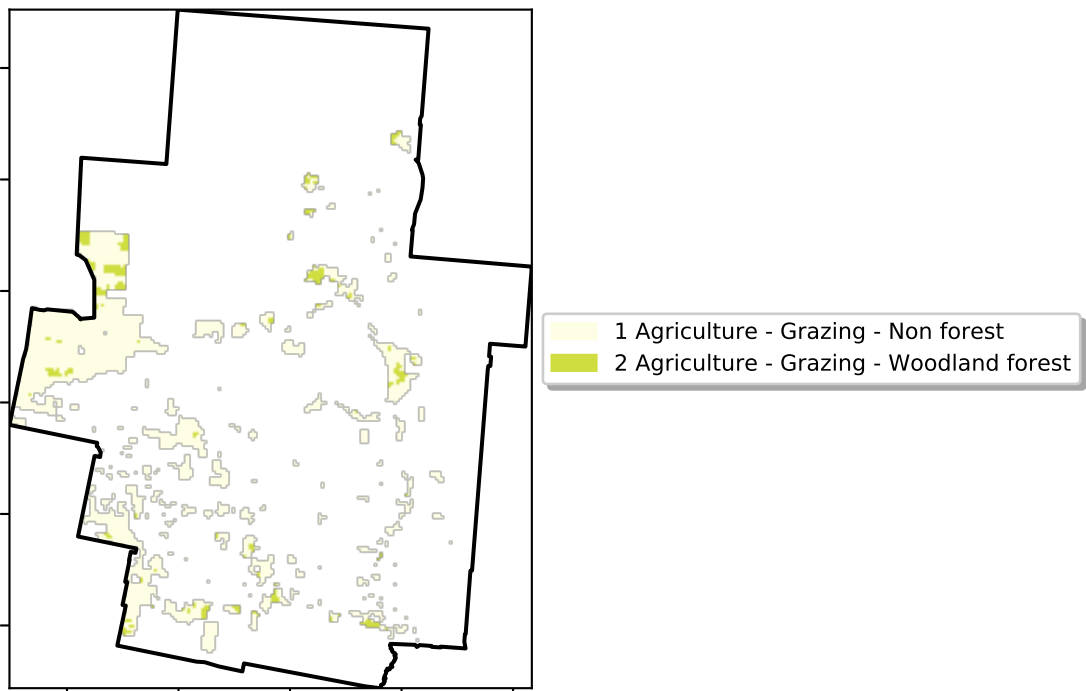 1 Agriculture - Grazing - Non forest
2 Agriculture - Grazing - Woodland forest